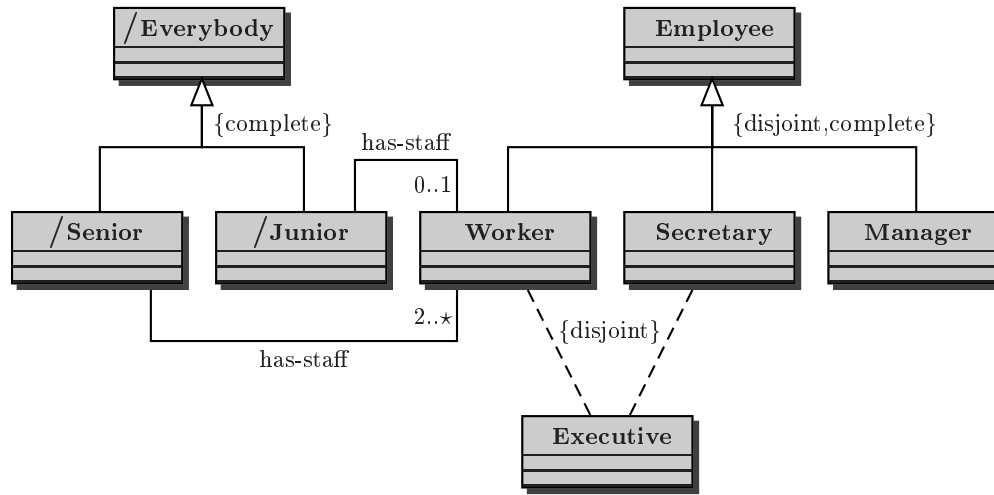 /Everybody
Employee
{complete}
{disjoint,complete}
has-staff
0..1
/Senior
/Junior
Worker
Secretary
Manager
2..⋆
{disjoint}
has-staff
Executive